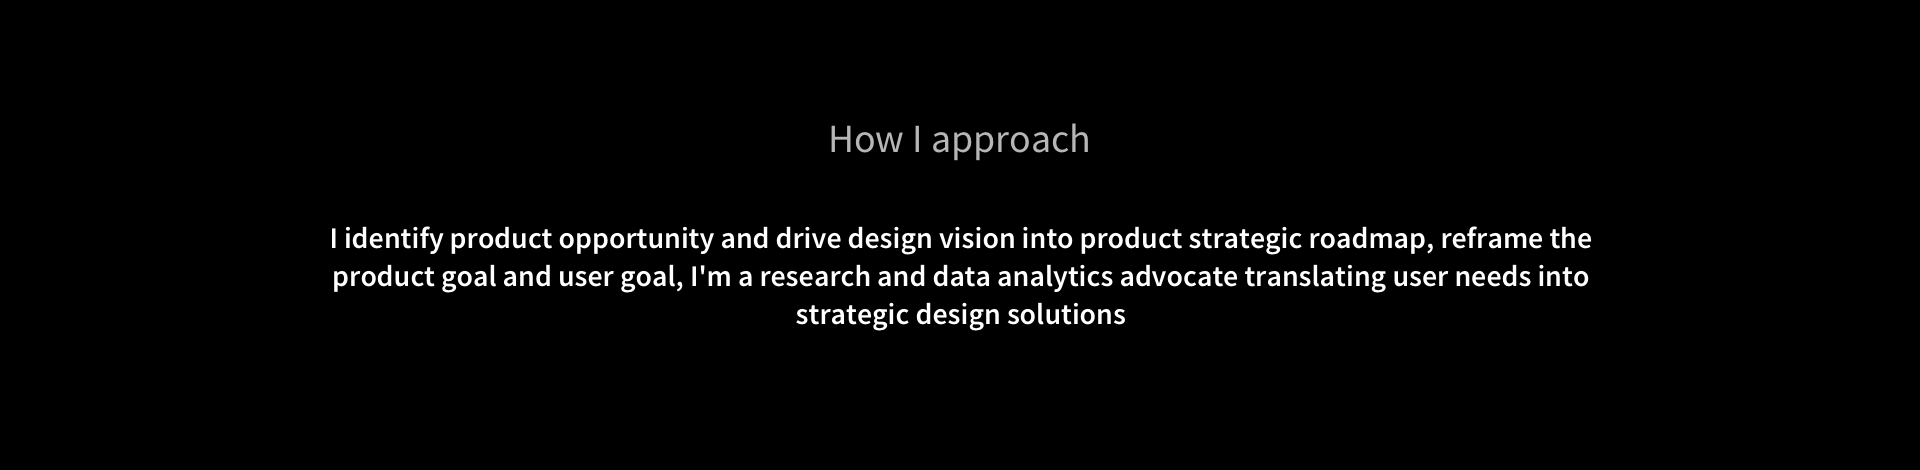 How I approach
I identify product opportunity and drive design vision into product strategic roadmap, reframe the
product goal and user goal, I'm a research and data analytics advocate translating user needs into
strategic design solutions